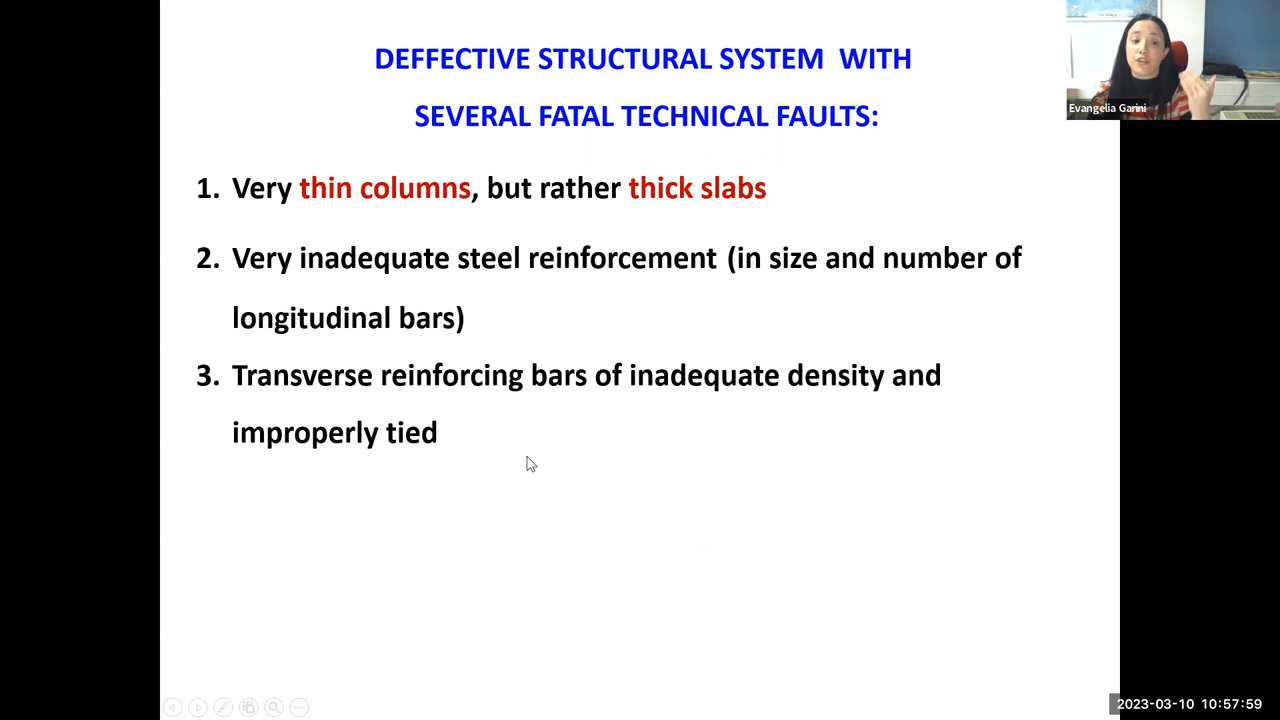 DEFFECTIVE STRUCTURAL SYSTEM WITH
SEVERAL FATAL TECHNICAL FAULTS:
1. Very thin columns, but rather thick slabs
2. Very inadequate steel reinforcement (in size and number of
longitudinal bars)
3. Transverse reinforcing bars of inadequate density and
improperly tied
Evangelia Garini
2023-03-10 10:57:59